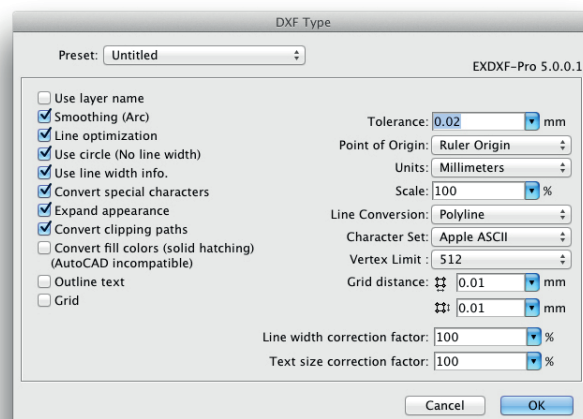 DXF Type
Preset: Untitled
EXDXF-Pro 5.0.0.1
Use layer name
Smoothing (Arc)
Line optimization
Use circle (No line width)
Use line width info.
Convert special characters
Expand appearance
Convert clipping paths
Convert fill colors (solid hatching)
(AutoCAD incompatible)
Outline text
Grid
Tolerance: 0.02 mm
Point of Origin: Ruler Origin
Units: Millimeters
Scale: 100 %
Line Conversion: Polyline
Character Set: Apple ASCII
Vertex Limit : 512
Grid distance: 0.01 mm
0.01 mm
Line width correction factor: 100 %
Text size correction factor: 100 %
Cancel OK